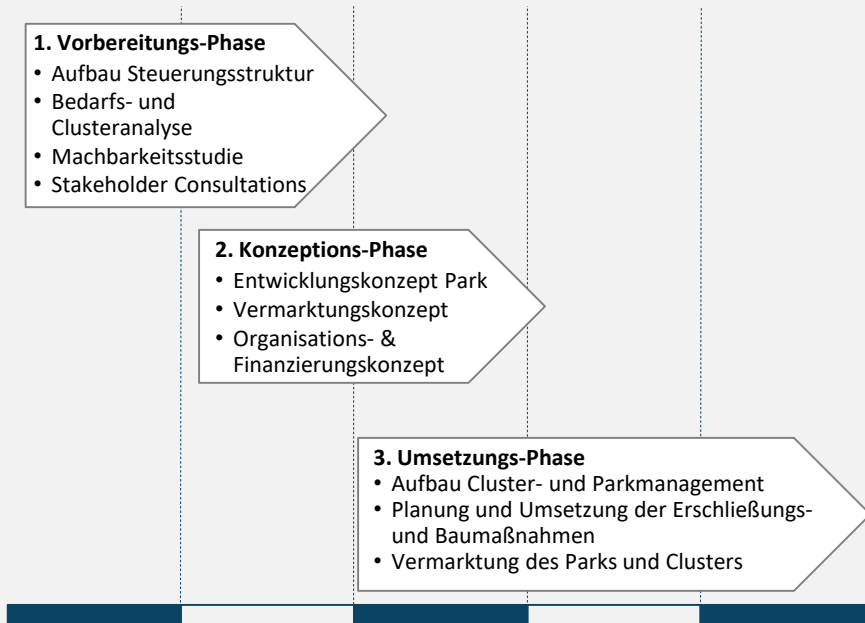 1. Vorbereitungs-Phase
• Aufbau Steuerungsstruktur
• Bedarfs- und
Clusteranalyse
• Machbarkeitsstudie
• Stakeholder Consultations
2. Konzeptions-Phase
• Entwicklungskonzept Park
• Vermarktungskonzept
• Organisations- &
Finanzierungskonzept
3. Umsetzungs-Phase
• Aufbau Cluster- und Parkmanagement
• Planung und Umsetzung der Erschließungs-
und Baumaßnahmen
• Vermarktung des Parks und Clusters